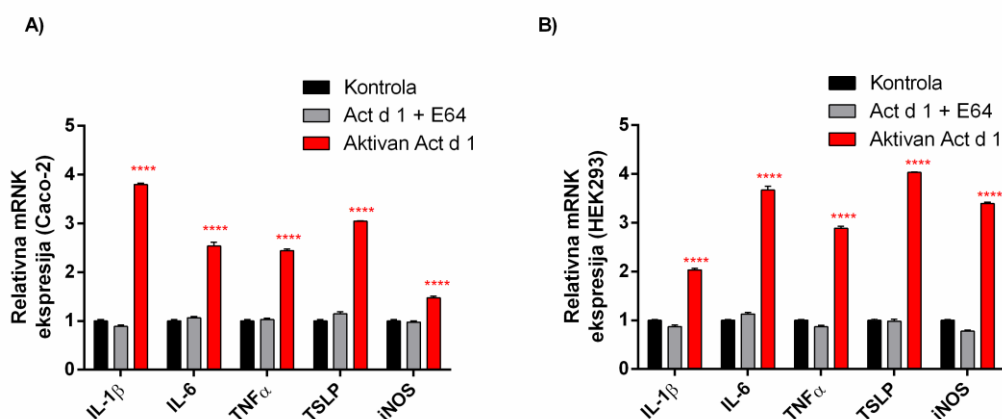 A)
Kontrola
Act d 1 + E64
Aktivan Act d 1
Relativna mRNK
ekspresija (Caco-2)
5
4
3
2
1
0
****
****
****
****
****
IL-1β
IL-6
TNFα
TSLP
iNOS
B)
Kontrola
Act d 1 + E64
Aktivan Act d 1
Relativna mRNK
ekspresija (HEK293)
5
4
3
2
1
0
****
****
****
****
****
IL-1β
IL-6
TNFα
TSLP
iNOS